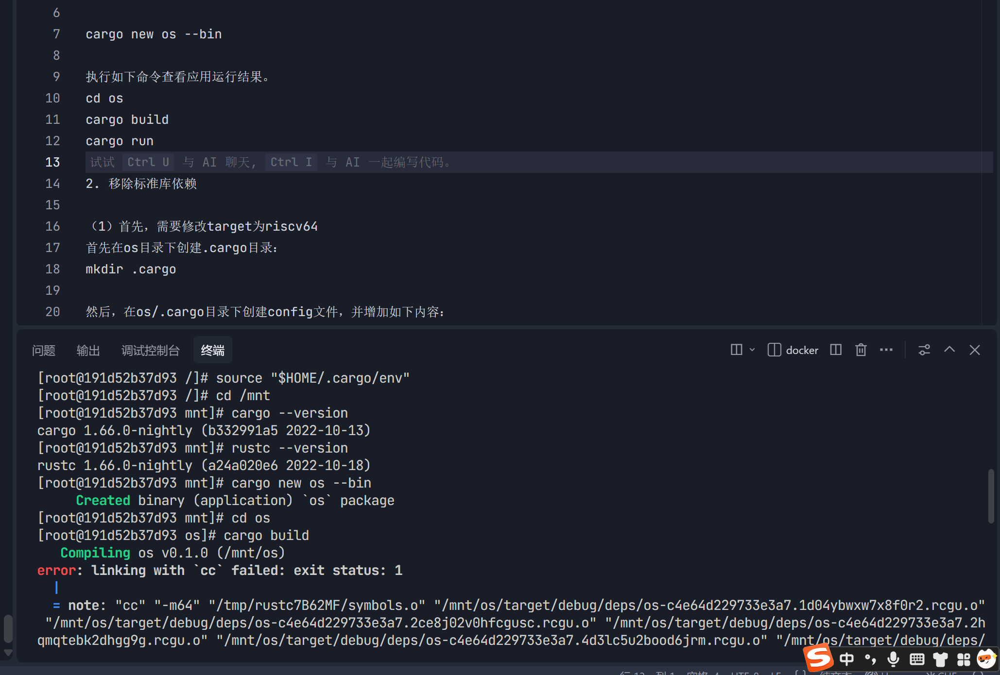 6
7 cargo new os --bin
8
9 执行如下命令查看应用运行结果。
10 cd os
11 cargo build
12 cargo run
13 试试 Ctrl U 与 AI 聊天, Ctrl I 与 AI 一起编写代码。
14 2. 移除标准库依赖
15
16 （1）首先，需要修改target为riscv64
17 首先在os目录下创建.cargo目录：
18 mkdir .cargo
19
20 然后，在os/.cargo目录下创建config文件，并增加如下内容：
问题 输出 调试控制台 终端 docker
[root@191d52b37d93 /]# source "$HOME/.cargo/env"
[root@191d52b37d93 /]# cd /mnt
[root@191d52b37d93 mnt]# cargo --version
cargo 1.66.0-nightly (b332991a5 2022-10-13)
[root@191d52b37d93 mnt]# rustc --version
rustc 1.66.0-nightly (a24a020e6 2022-10-18)
[root@191d52b37d93 mnt]# cargo new os --bin
Created binary (application) `os` package
[root@191d52b37d93 mnt]# cd os
[root@191d52b37d93 os]# cargo build
Compiling os v0.1.0 (/mnt/os)
error: linking with `cc` failed: exit status: 1
|
= note: "cc" "-m64" "/tmp/rustc7B62MF/symbols.o" "/mnt/os/target/debug/deps/os-c4e64d229733e3a7.1d04ybwxw7x8f0r2.rcgu.o"
"/mnt/os/target/debug/deps/os-c4e64d229733e3a7.2ce8j02v0hfcgusc.rcgu.o" "/mnt/os/target/debug/deps/os-c4e64d229733e3a7.2h
qmqtebk2dhgg9g.rcgu.o" "/mnt/os/target/debug/deps/os-c4e64d229733e3a7.4d3lc5u2bood6jrm.rcgu.o" "/mnt/os/target/debug/deps/
中